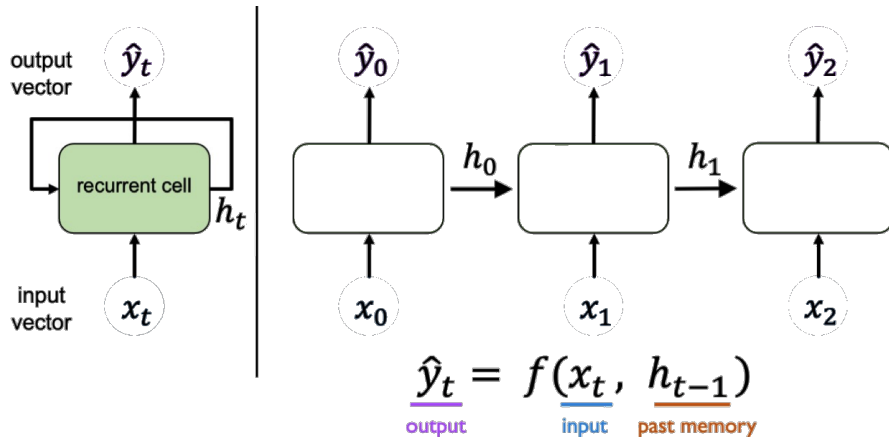 output
vector
ŷ_t
recurrent cell
h_t
input
vector
x_t
ŷ_0
ŷ_1
ŷ_2
h_0
h_1
x_0
x_1
x_2
ŷ_t = f(x_t, h_{t-1})
output input past memory